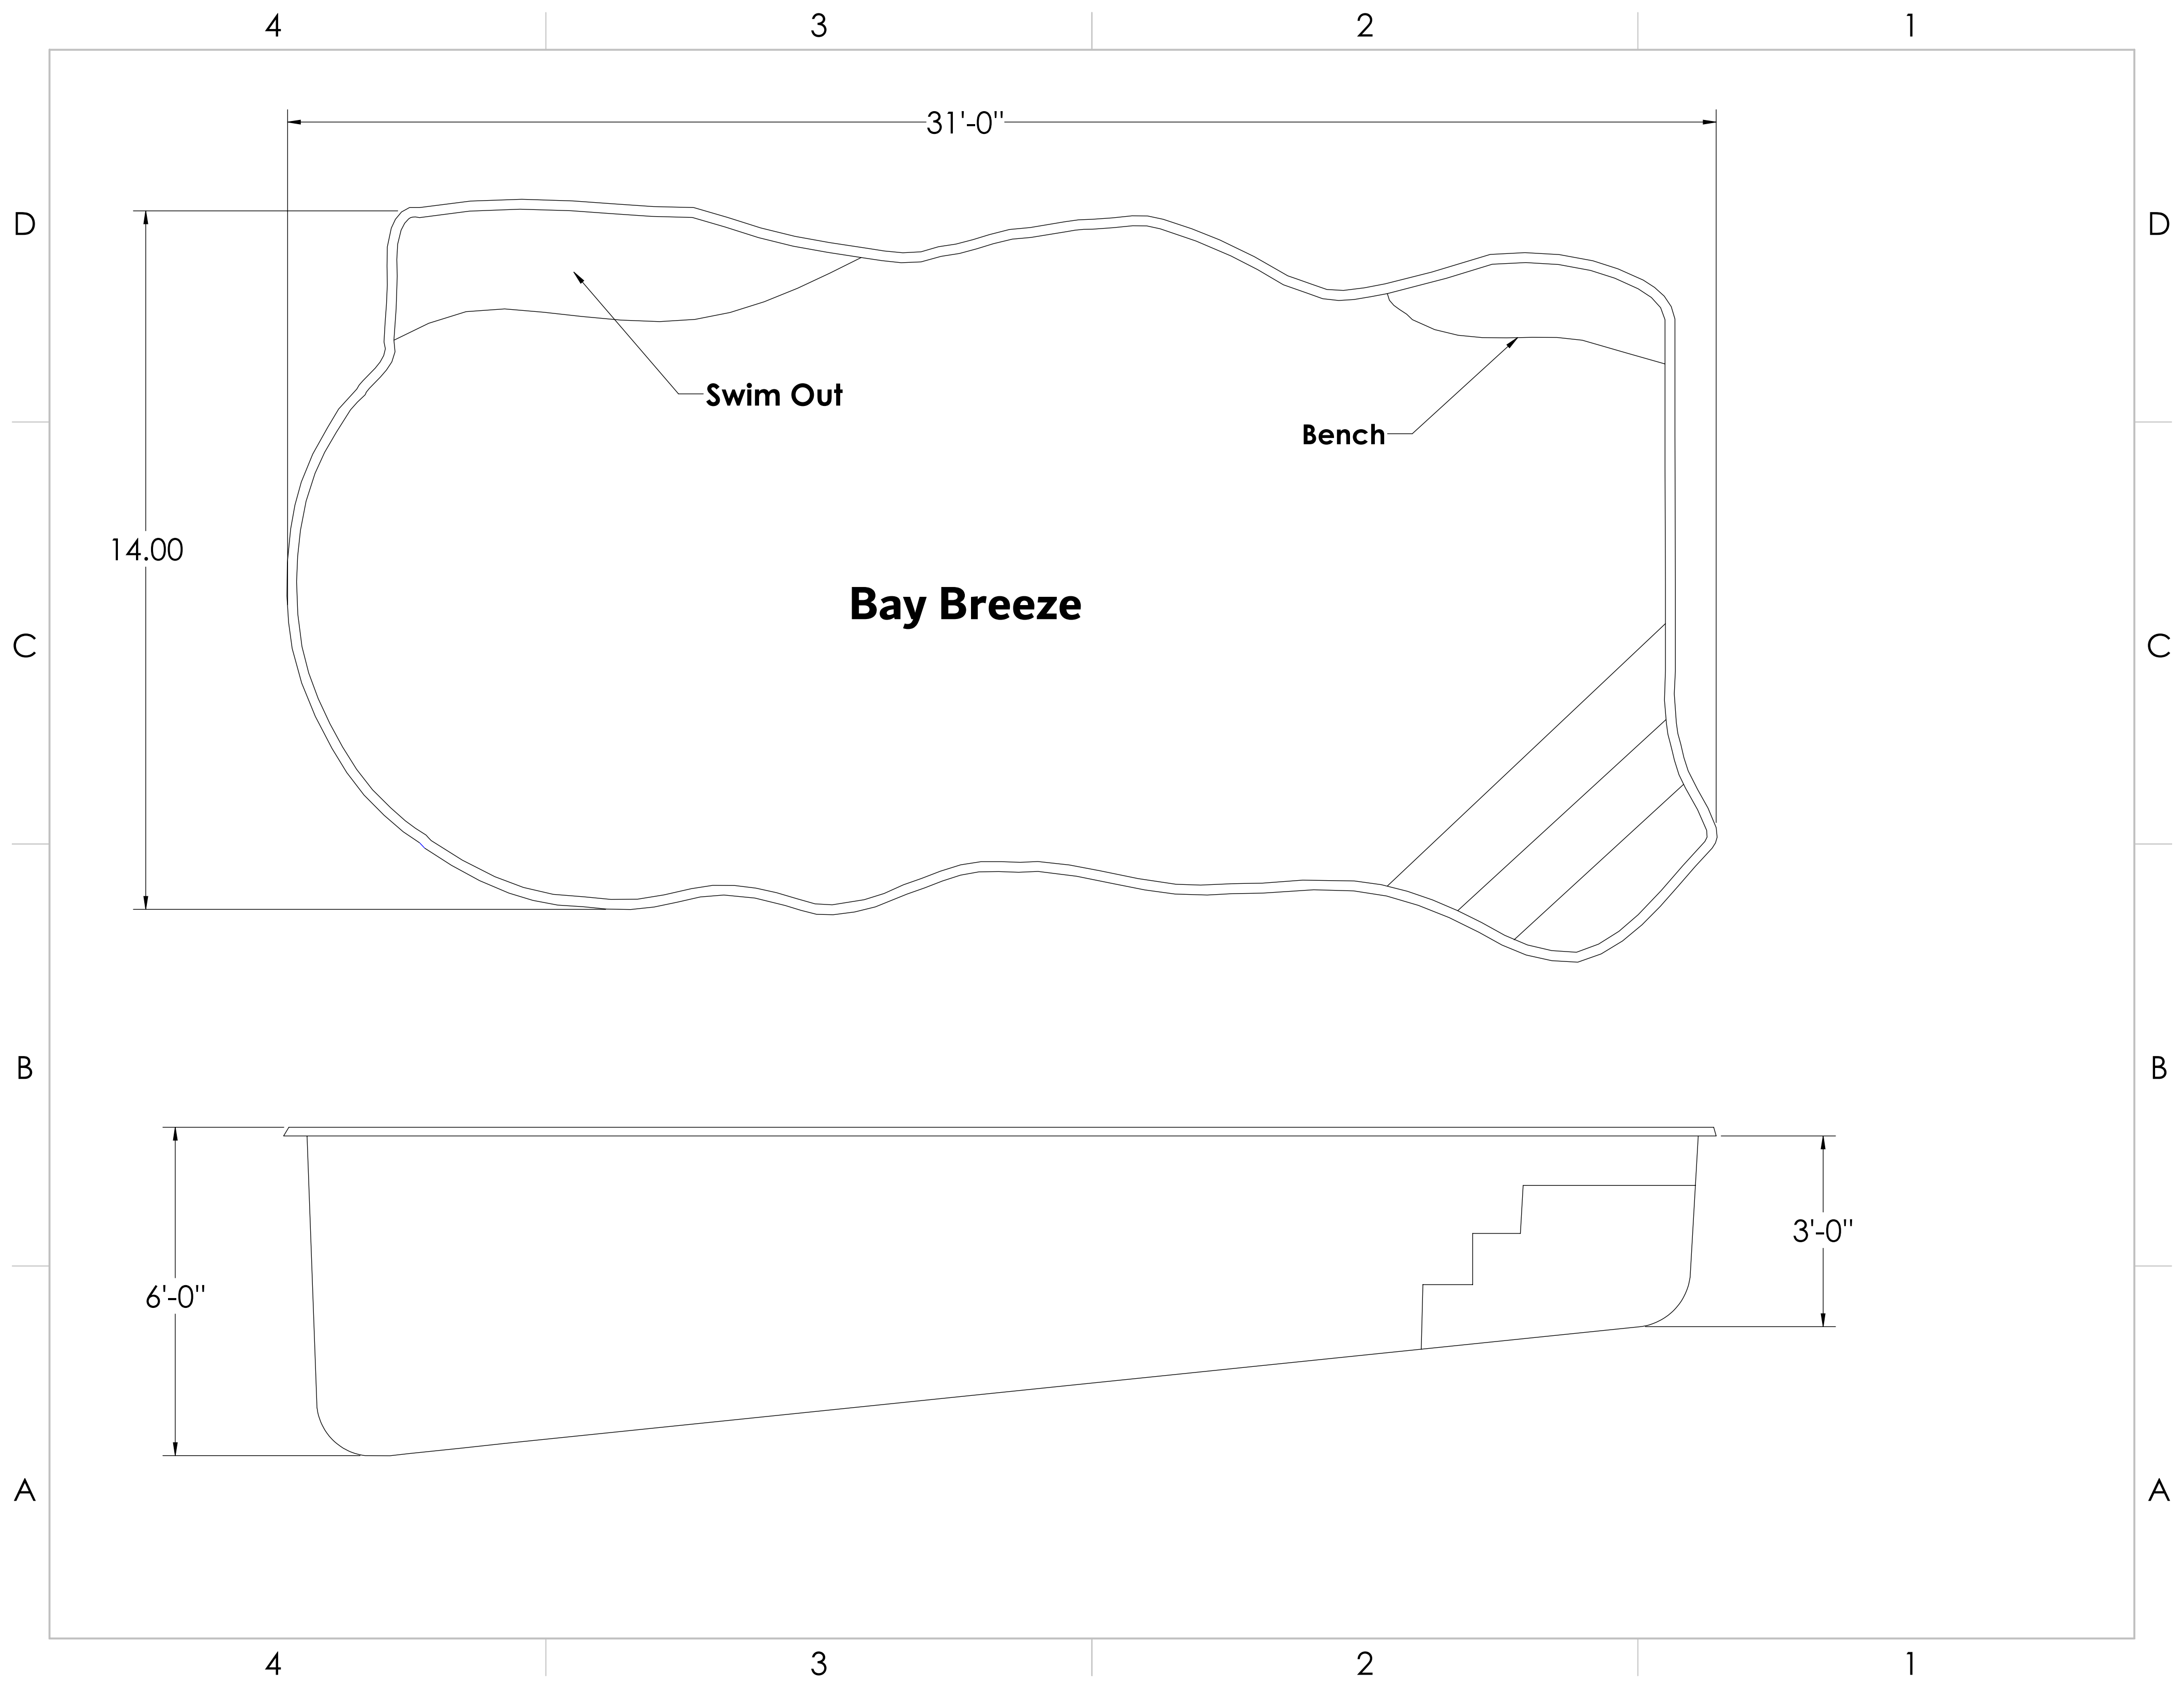 4 3 2 1
31'-0"
D D
Swim Out
Bench
14.00
Bay Breeze
C C
B B
3'-0"
6'-0"
A A
4 3 2 1